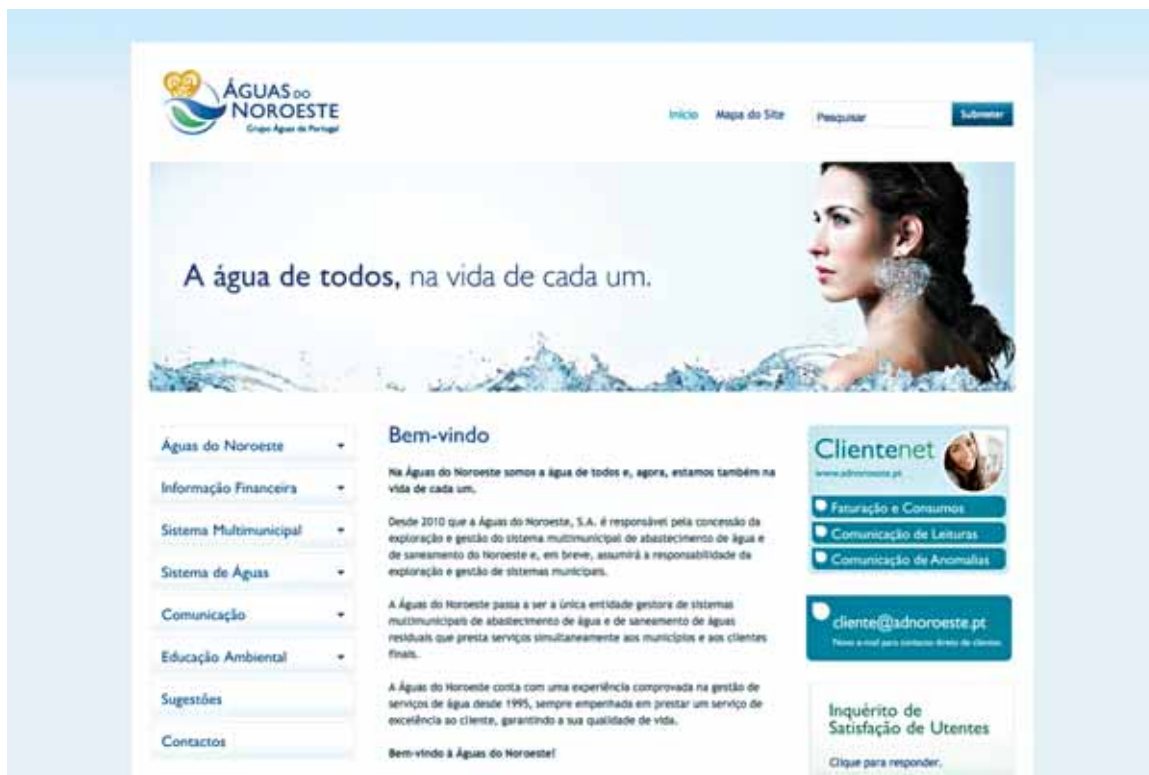 ÁGUAS DO
NOROESTE
Grupo Águas de Portugal
Início Mapa do Site Pesquisar Submeter
A água de todos, na vida de cada um.
Águas do Noroeste
Informação Financeira
Sistema Multimunicipal
Sistema de Águas
Comunicação
Educação Ambiental
Sugestões
Contactos
Bem-vindo
Na Águas do Noroeste somos a água de todos e, agora, estamos também na
vida de cada um.
Desde 2010 que a Águas do Noroeste, S.A. é responsável pela concessão da
exploração e gestão do sistema multimunicipal de abastecimento de água e
de saneamento do Noroeste e, em breve, assumirá a responsabilidade da
exploração e gestão de sistemas municipais.
A Águas do Noroeste passa a ser a única entidade gestora de sistemas
multimunicipais de abastecimento de água e de saneamento de águas
residuais que presta serviços simultaneamente aos municípios e aos clientes
finais.
A Águas do Noroeste conta com uma experiência comprovada na gestão de
serviços de água desde 1995, sempre empenhada em prestar um serviço de
excelência ao cliente, garantindo a sua qualidade de vida.
Bem-vindo à Águas do Noroeste!
Clientenet
www.adnoroeste.pt
Faturação e Consumos
Comunicação de Leituras
Comunicação de Anomalias
cliente@adnoroeste.pt
Novo e-mail para contacto direto de clientes
Inquérito de
Satisfação de Utentes
Clique para responder.